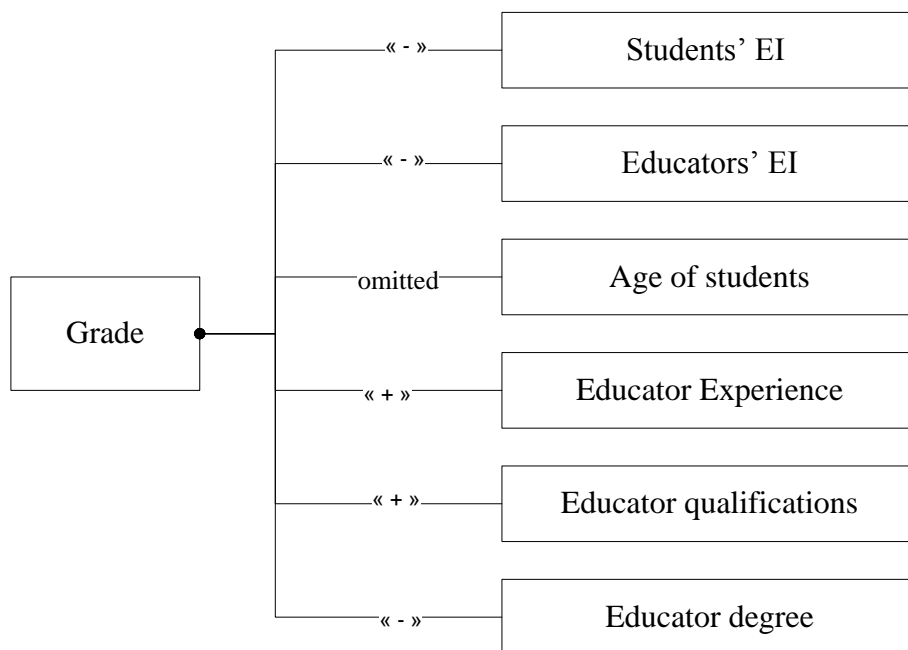 « - »
Students’ EI
« - »
Educators’ EI
omitted
Age of students
Grade
« + »
Educator Experience
« + »
Educator qualifications
« - »
Educator degree